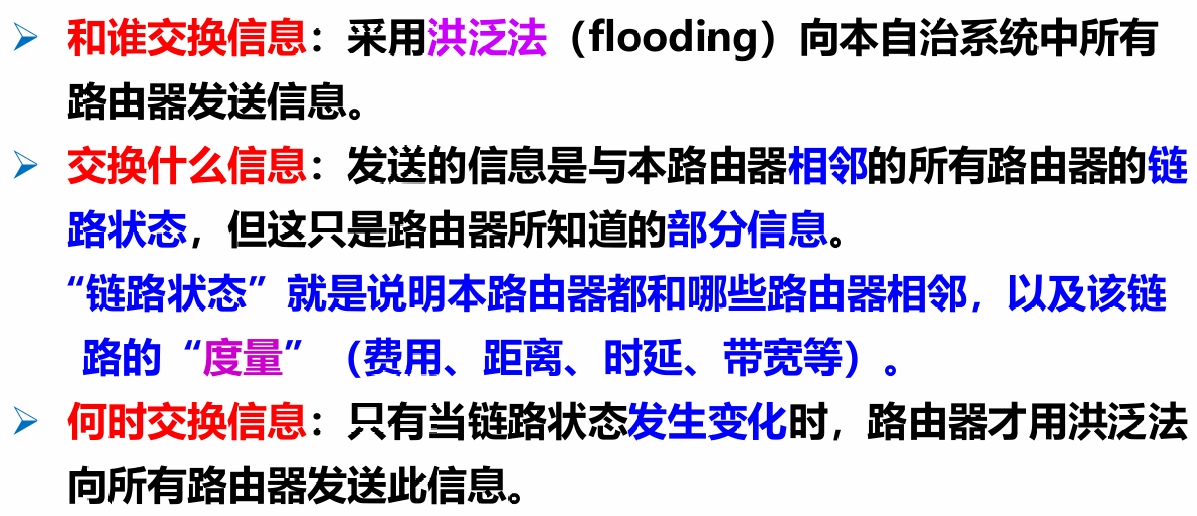 ➢ 和谁交换信息：采用洪泛法（flooding）向本自治系统中所有
路由器发送信息。
➢ 交换什么信息：发送的信息是与本路由器相邻的所有路由器的链
路状态，但这只是路由器所知道的部分信息。
“链路状态”就是说明本路由器都和哪些路由器相邻，以及该链
路的“度量”（费用、距离、时延、带宽等）。
➢ 何时交换信息：只有当链路状态发生变化时，路由器才用洪泛法
向所有路由器发送此信息。